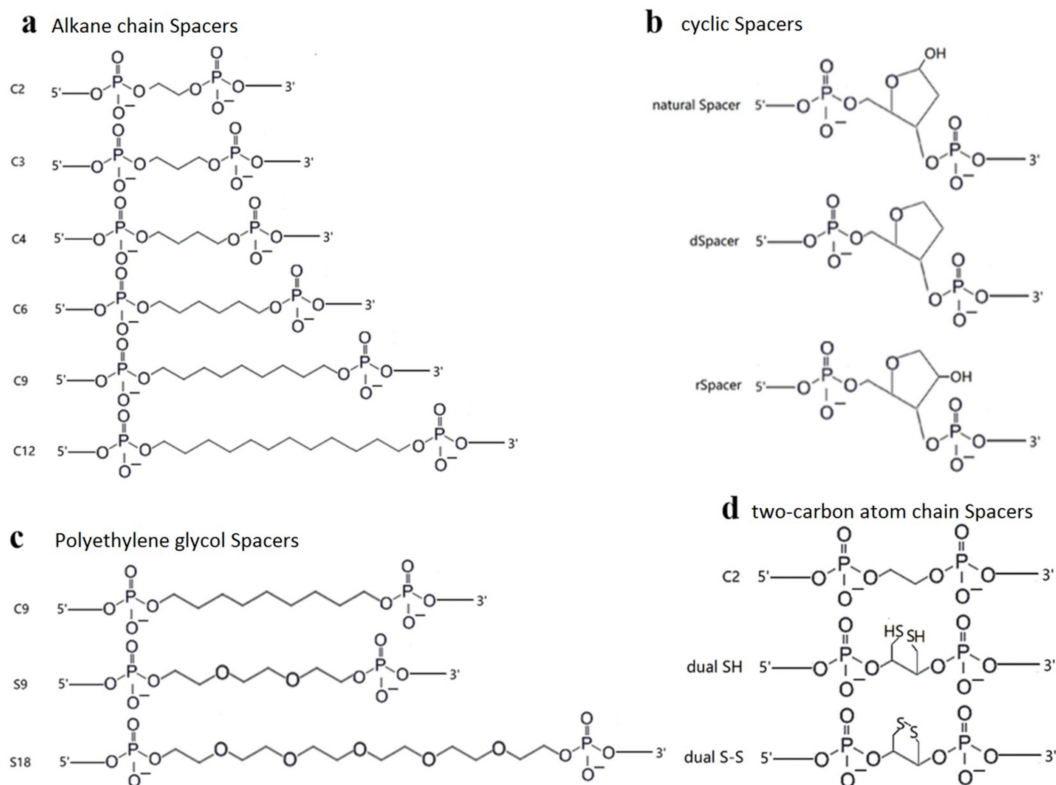 a Alkane chain Spacers
C2 5'—O P O O O⁻ O P O O O⁻ 3'
C3 5'—O P O O O⁻ O P O O O⁻ 3'
C4 5'—O P O O O⁻ O P O O O⁻ 3'
C6 5'—O P O O O⁻ O P O O O⁻ 3'
C9 5'—O P O O O⁻ O P O O O⁻ 3'
C12 5'—O P O O O⁻ O P O O O⁻ 3'
b cyclic Spacers
natural Spacer 5'—O P O O O⁻ O OH O P O O O⁻ 3'
dSpacer 5'—O P O O O⁻ O O P O O O⁻ 3'
rSpacer 5'—O P O O O⁻ O OH O P O O O⁻ 3'
c Polyethylene glycol Spacers
C9 5'—O P O O O⁻ O P O O O⁻ 3'
S9 5'—O P O O O⁻ O O O P O O O⁻ 3'
S18 5'—O P O O O⁻ O O O O O O P O O O⁻ 3'
d two-carbon atom chain Spacers
C2 5'—O P O O O⁻ O P O O O⁻ 3'
dual SH 5'—O P O O O⁻ HS SH O P O O O⁻ 3'
dual S-S 5'—O P O O O⁻ S S O P O O O⁻ 3'